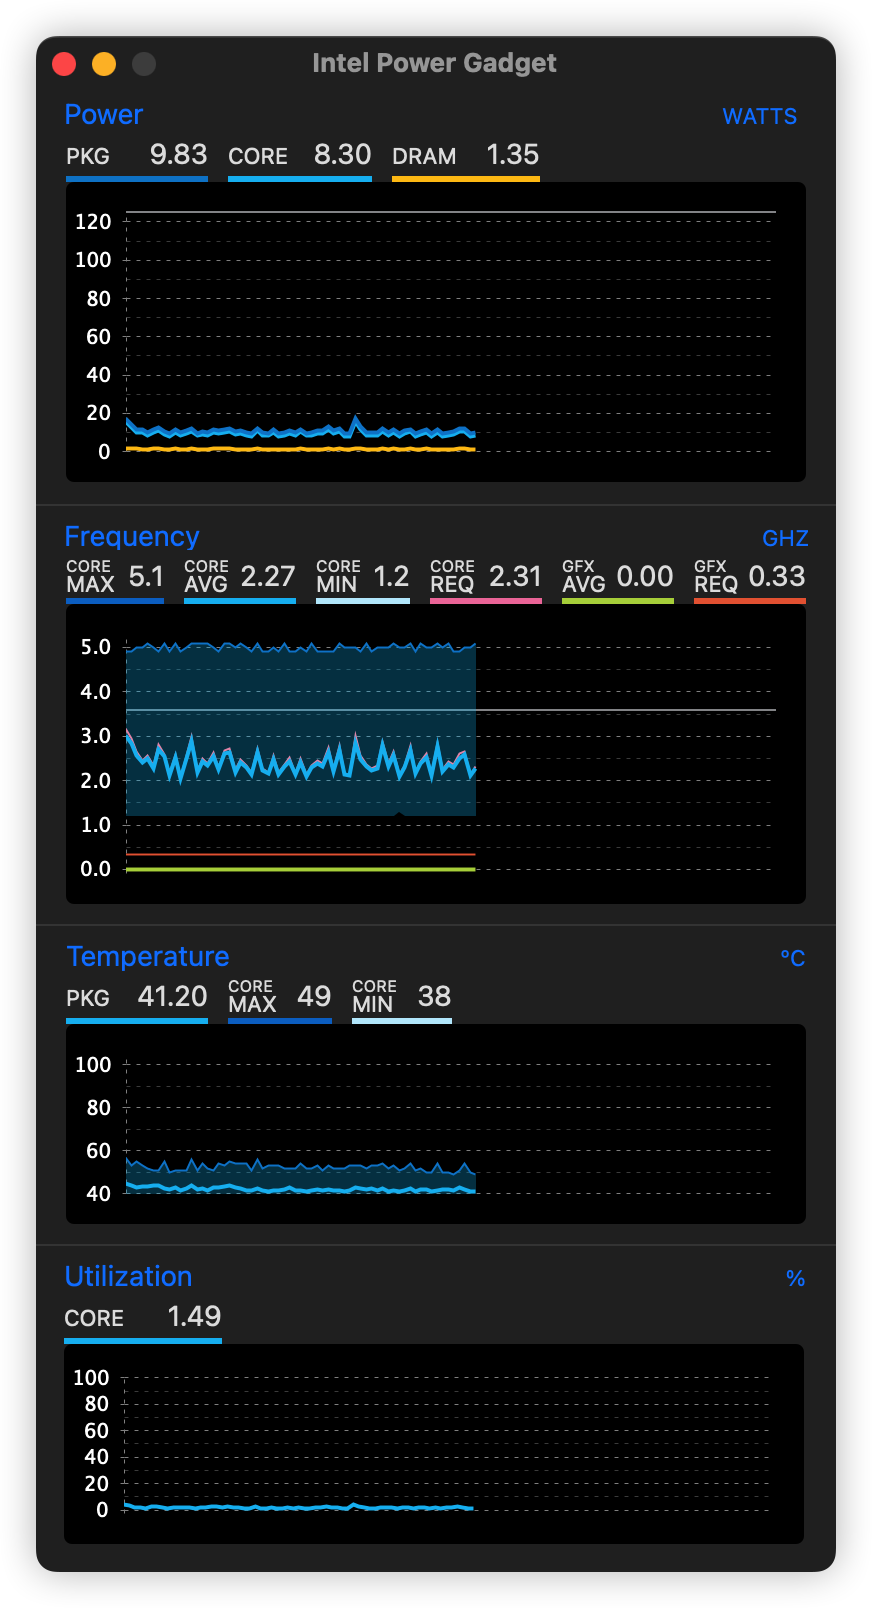 Intel Power Gadget
Power WATTS
PKG 9.83 CORE 8.30 DRAM 1.35
120
100
80
60
40
20
0
Frequency GHZ
CORE MAX 5.1 CORE AVG 2.27 CORE MIN 1.2 CORE REQ 2.31 GFX AVG 0.00 GFX REQ 0.33
5.0
4.0
3.0
2.0
1.0
0.0
Temperature °C
PKG 41.20 CORE MAX 49 CORE MIN 38
100
80
60
40
Utilization %
CORE 1.49
100
80
60
40
20
0